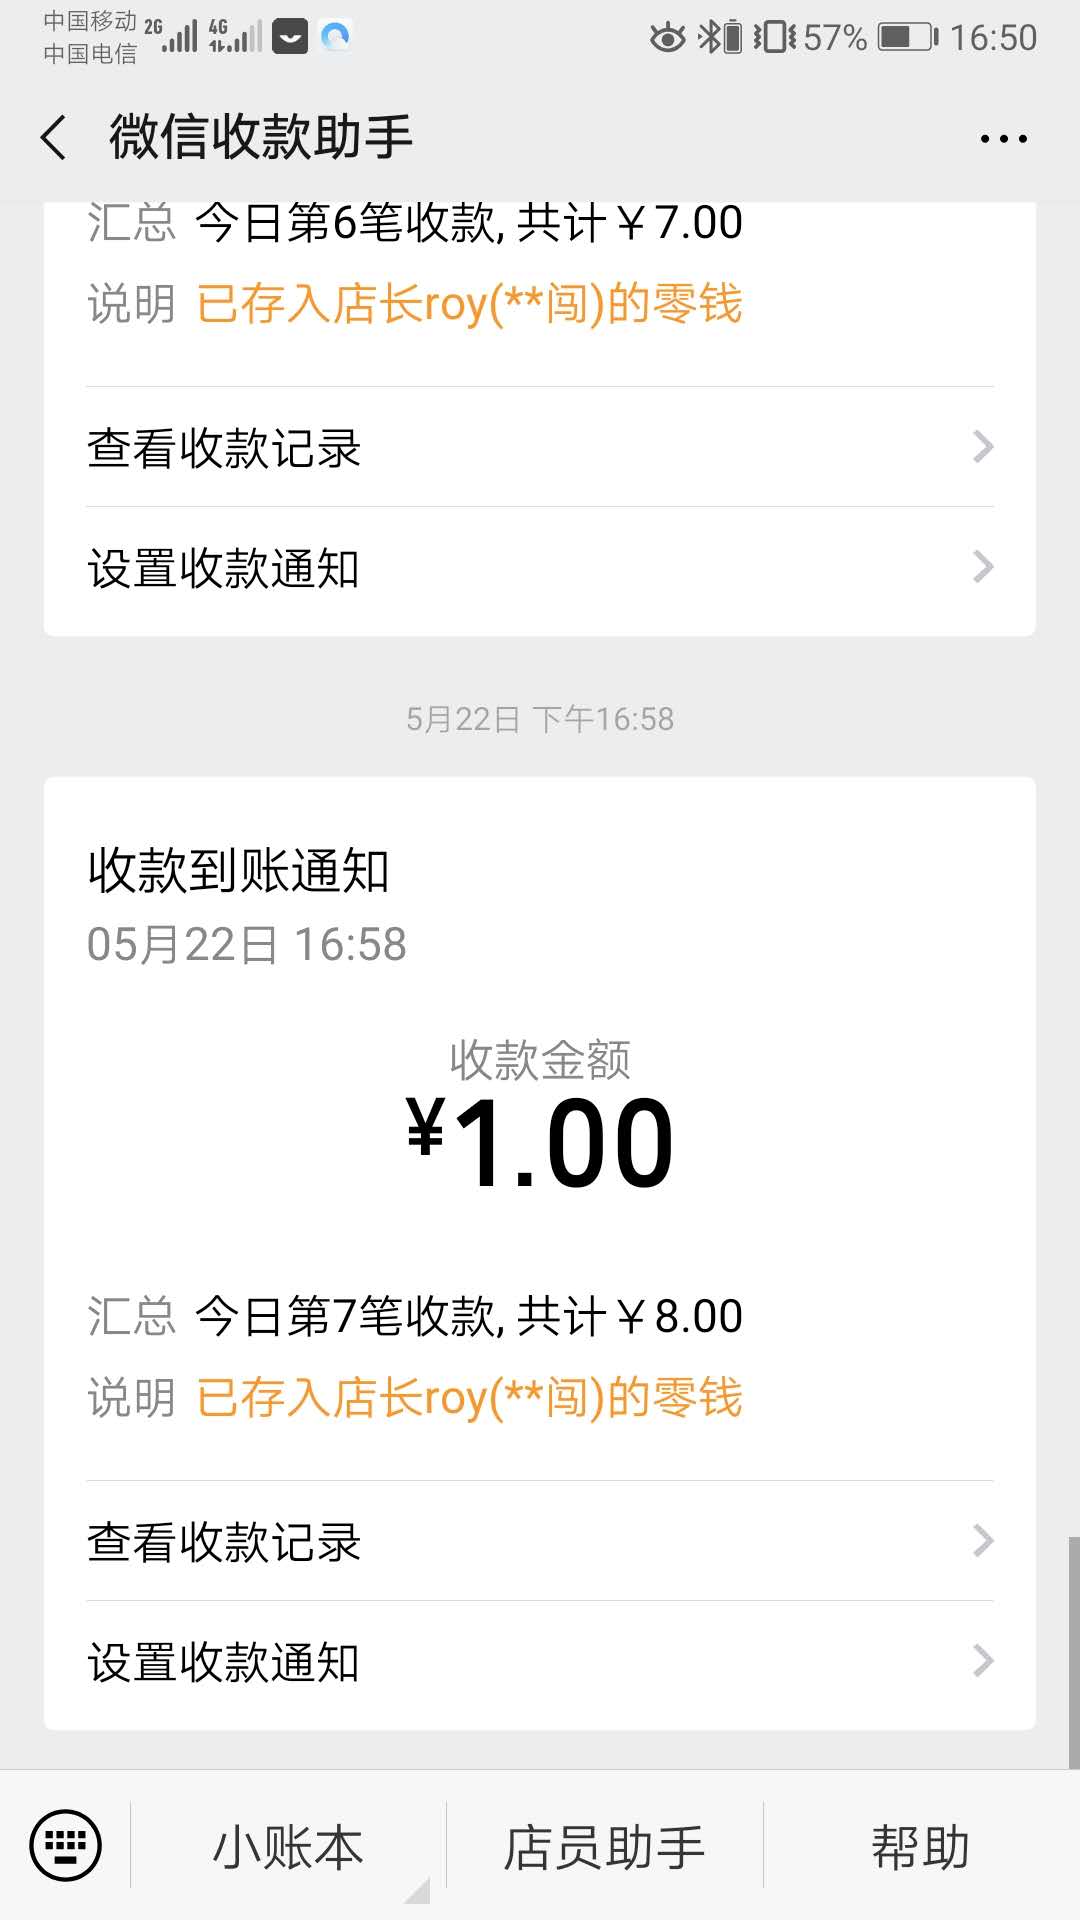 中国移动 2G 4G 57% 16:50
中国电信
微信收款助手
汇总 今日第6笔收款, 共计￥7.00
说明 已存入店长roy(**闯)的零钱
查看收款记录
设置收款通知
5月22日 下午16:58
收款到账通知
05月22日 16:58
收款金额
¥1.00
汇总 今日第7笔收款, 共计￥8.00
说明 已存入店长roy(**闯)的零钱
查看收款记录
设置收款通知
小账本 店员助手 帮助